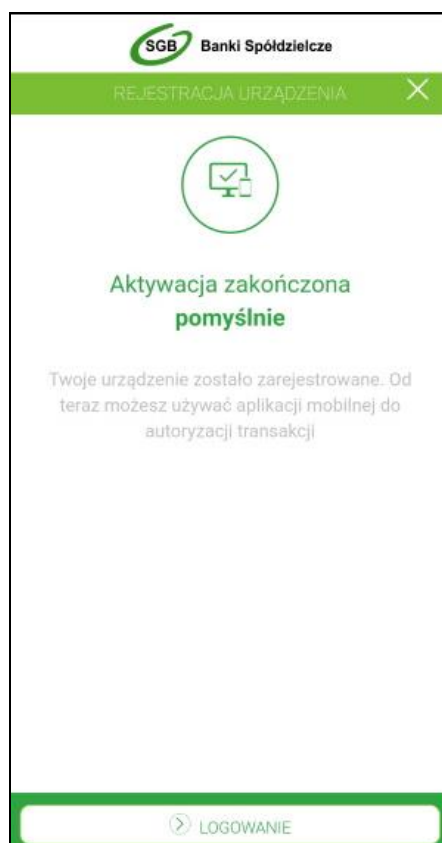 SGB Banki Spółdzielcze
REJESTRACJA URZĄDZENIA
Aktywacja zakończona
pomyślnie
Twoje urządzenie zostało zarejestrowane. Od
teraz możesz używać aplikacji mobilnej do
autoryzacji transakcji
LOGOWANIE